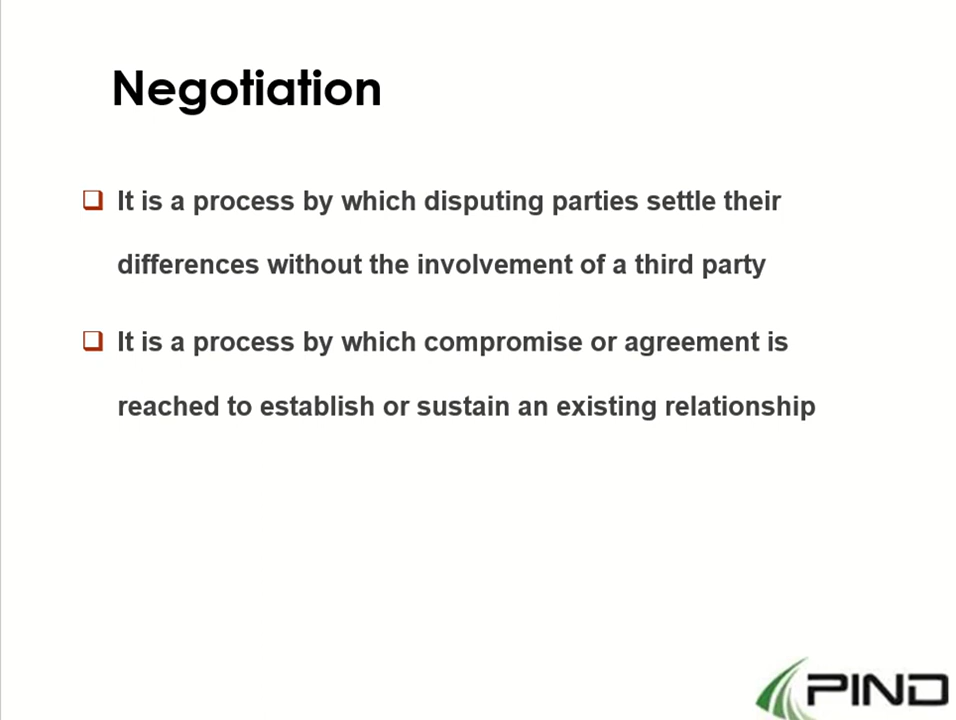 Negotiation
It is a process by which disputing parties settle their
differences without the involvement of a third party
It is a process by which compromise or agreement is
reached to establish or sustain an existing relationship
PIND